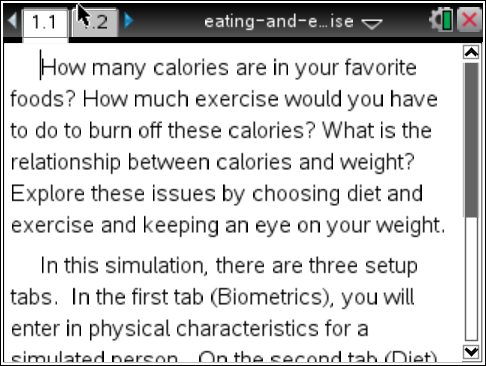 1.1 1.2 eating-and-e…ise
How many calories are in your favorite
foods? How much exercise would you have
to do to burn off these calories? What is the
relationship between calories and weight?
Explore these issues by choosing diet and
exercise and keeping an eye on your weight.
In this simulation, there are three setup
tabs. In the first tab (Biometrics), you will
enter in physical characteristics for a
simulated person. On the second tab (Diet)